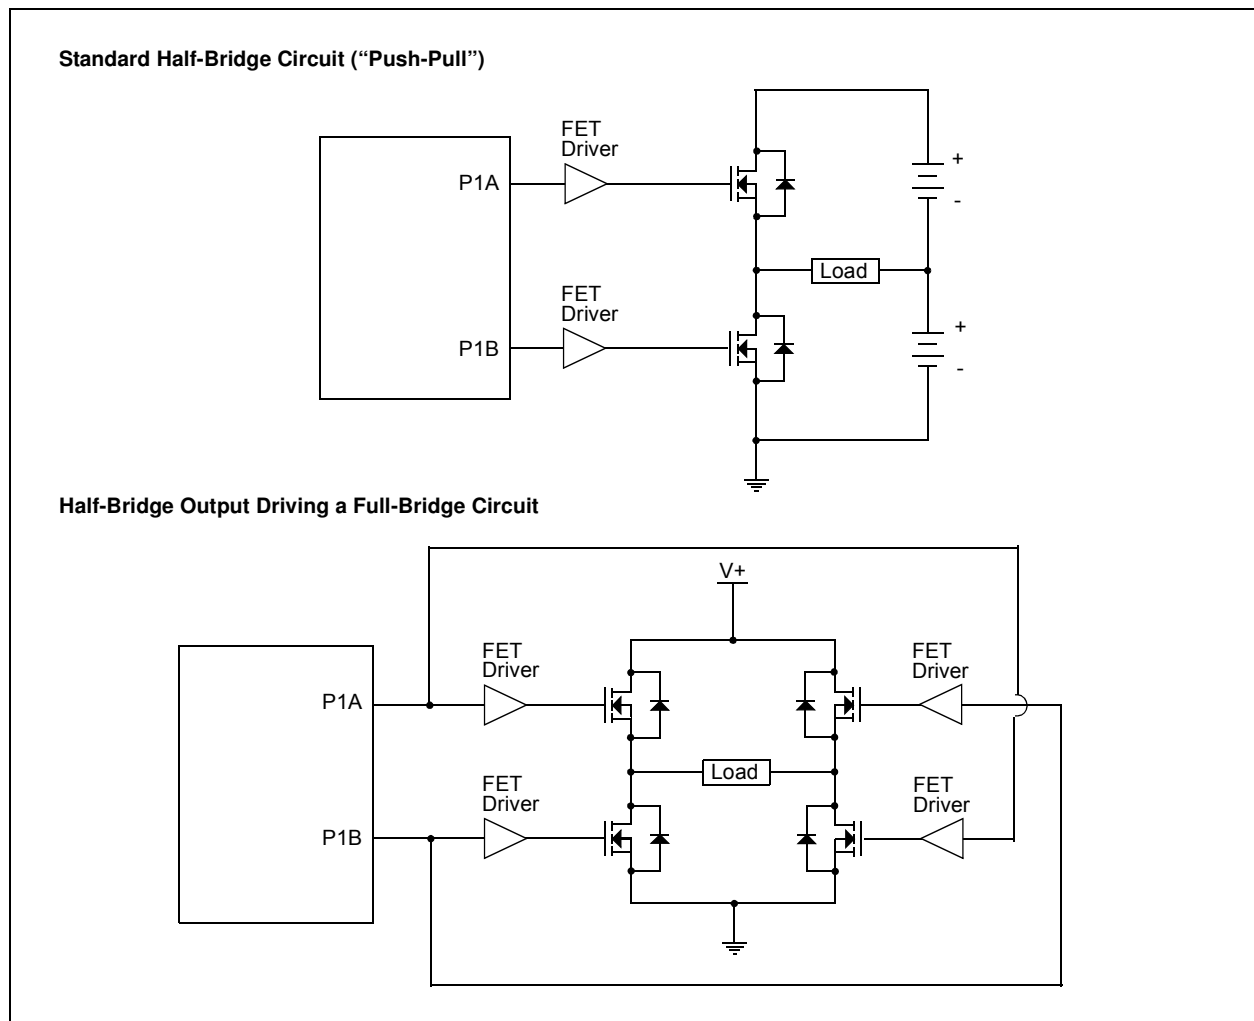 Standard Half-Bridge Circuit (“Push-Pull”)
FET
Driver
P1A
+
-
Load
FET
Driver
P1B
+
-
Half-Bridge Output Driving a Full-Bridge Circuit
V+
FET
Driver
FET
Driver
P1A
Load
FET
Driver
FET
Driver
P1B